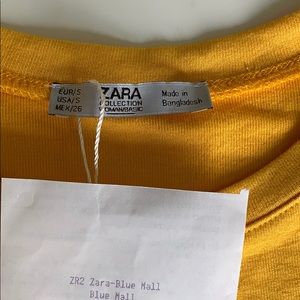 EUR/S
USA/S
MEX/26
ZARA
COLLECTION
WOMAN/BASIC
Made in
Bangladesh
ZR2 Zara-Blue Mall
Blue Mall